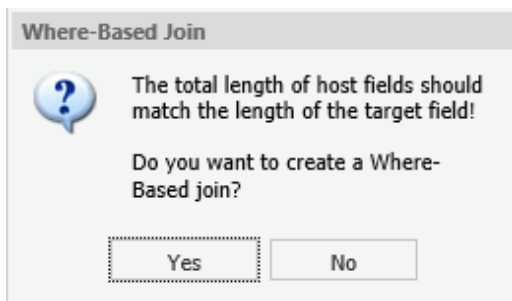 Where-Based Join
The total length of host fields should
match the length of the target field!
Do you want to create a Where-
Based join?
Yes
No